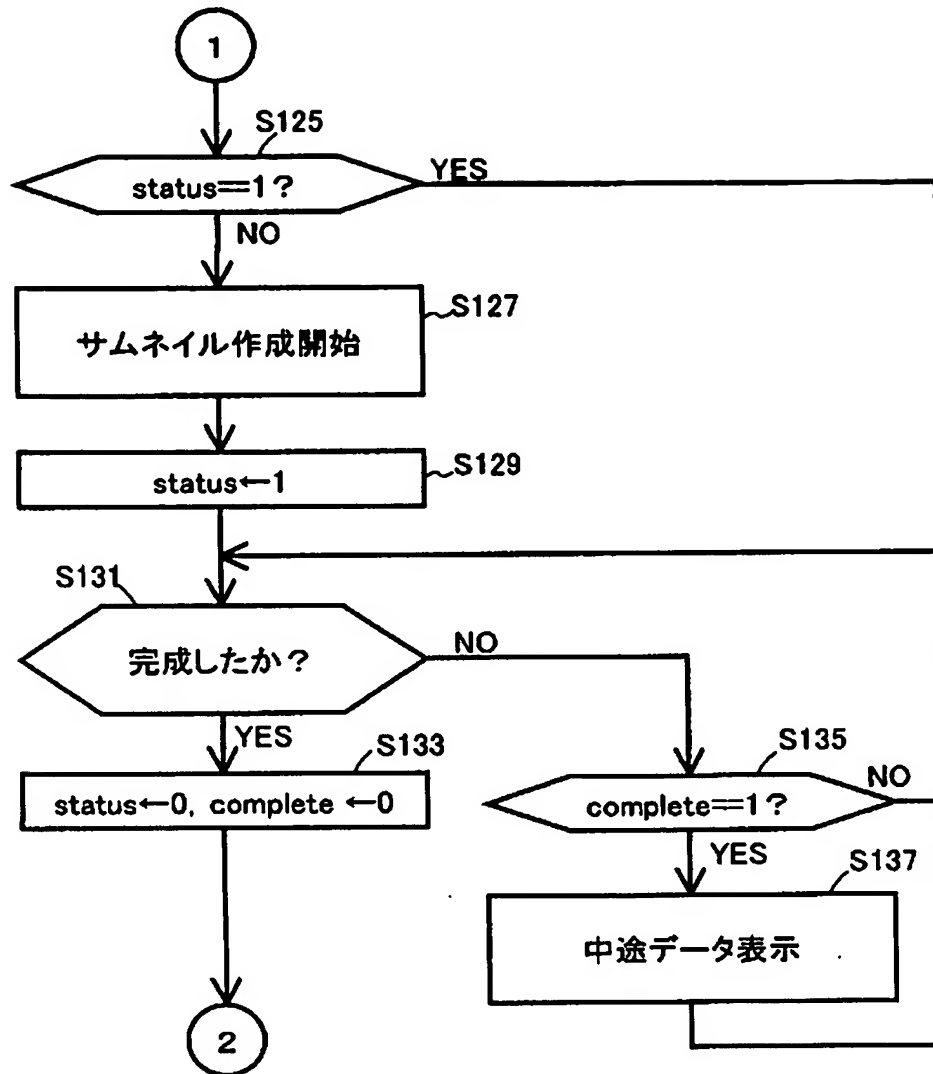 1
S125
status==1?
YES
NO
S127
サムネイル作成開始
S129
status←1
S131
完成したか?
NO
YES
S133
status←0, complete ←0
S135
complete==1?
NO
YES
S137
中途データ表示
2